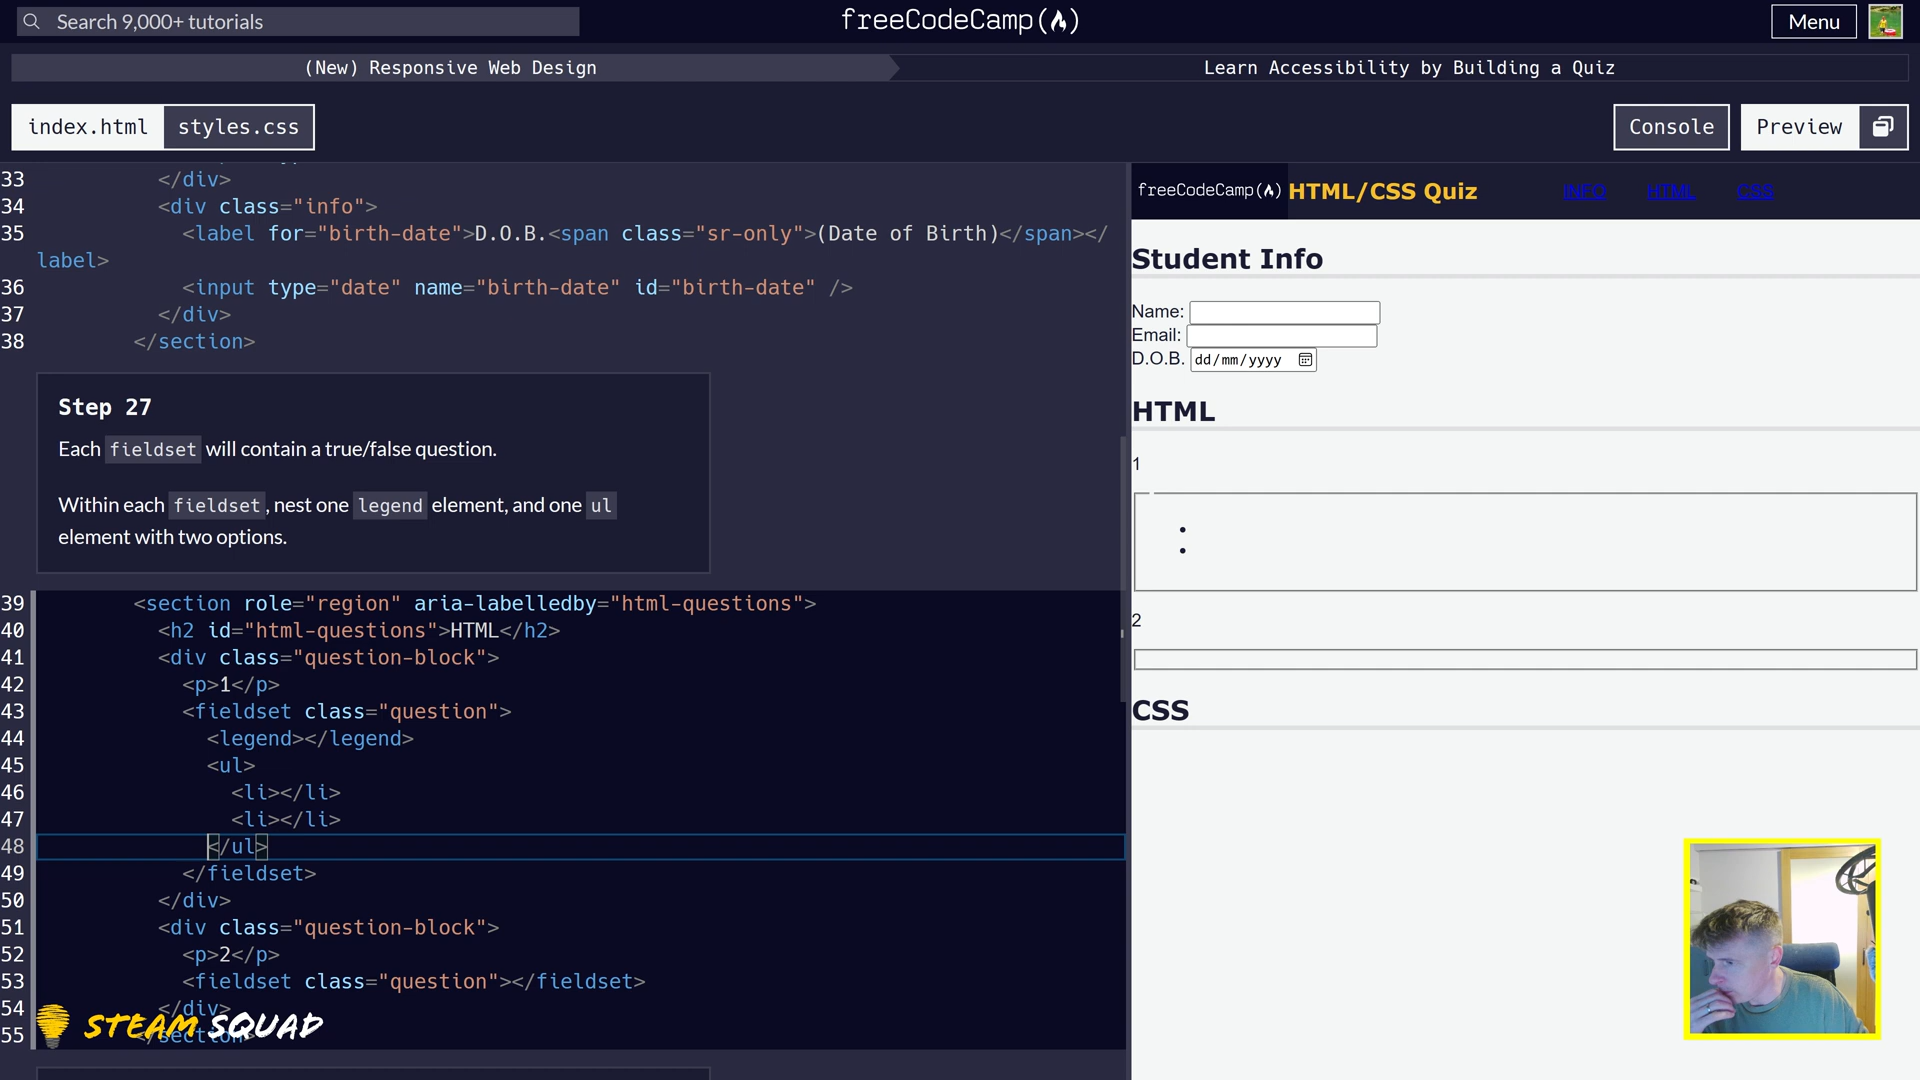 Search 9,000+ tutorials
freeCodeCamp
Menu
(New) Responsive Web Design
Learn Accessibility by Building a Quiz
index.html
styles.css
Console
Preview
33 </div>
34 <div class="info">
35 <label for="birth-date">D.O.B.<span class="sr-only">(Date of Birth)</span></
label>
36 <input type="date" name="birth-date" id="birth-date" />
37 </div>
38 </section>
Step 27
Each fieldset will contain a true/false question.
Within each fieldset, nest one legend element, and one ul
element with two options.
39 <section role="region" aria-labelledby="html-questions">
40 <h2 id="html-questions">HTML</h2>
41 <div class="question-block">
42 <p>1</p>
43 <fieldset class="question">
44 <legend></legend>
45 <ul>
46 <li></li>
47 <li></li>
48 </ul>
49 </fieldset>
50 </div>
51 <div class="question-block">
52 <p>2</p>
53 <fieldset class="question"></fieldset>
54 </div>
55 </section>
STEAM SQUAD
freeCodeCamp
HTML/CSS Quiz
INFO
HTML
CSS
Student Info
Name:
Email:
D.O.B. dd/mm/yyyy
HTML
1
2
CSS